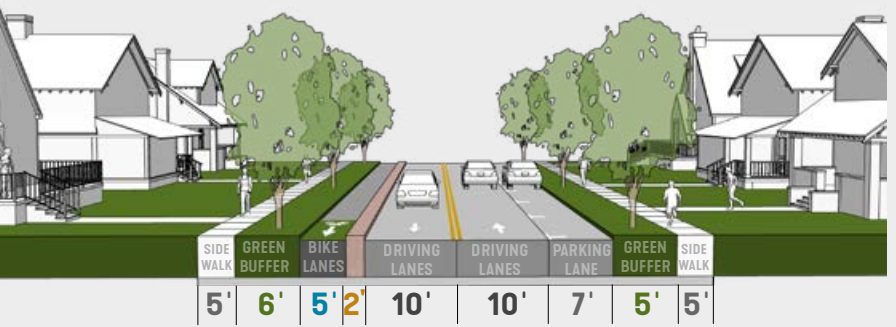 SIDE
WALK
GREEN
BUFFER
BIKE
LANES
DRIVING
LANES
DRIVING
LANES
PARKING
LANE
GREEN
BUFFER
SIDE
WALK
5' 6' 5' 2' 10' 10' 7' 5' 5'